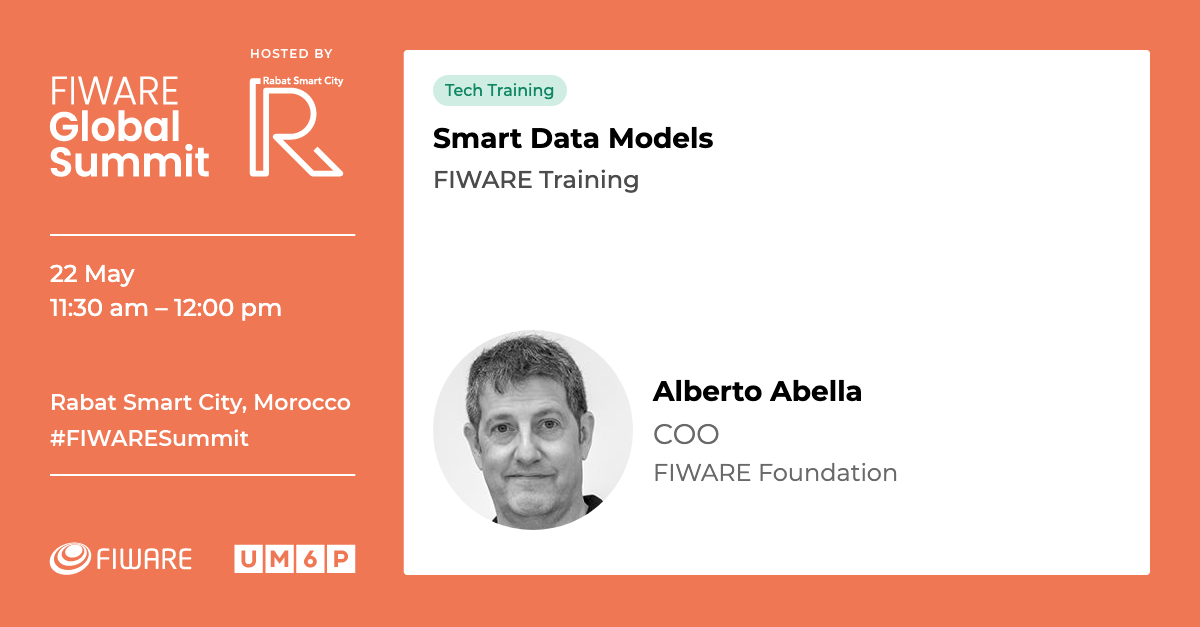 HOSTED BY
FIWARE
Global
Summit
Rabat Smart City
R
22 May
11:30 am – 12:00 pm
Rabat Smart City, Morocco
#FIWARESummit
FIWARE
UM6P
Tech Training
Smart Data Models
FIWARE Training
Alberto Abella
COO
FIWARE Foundation